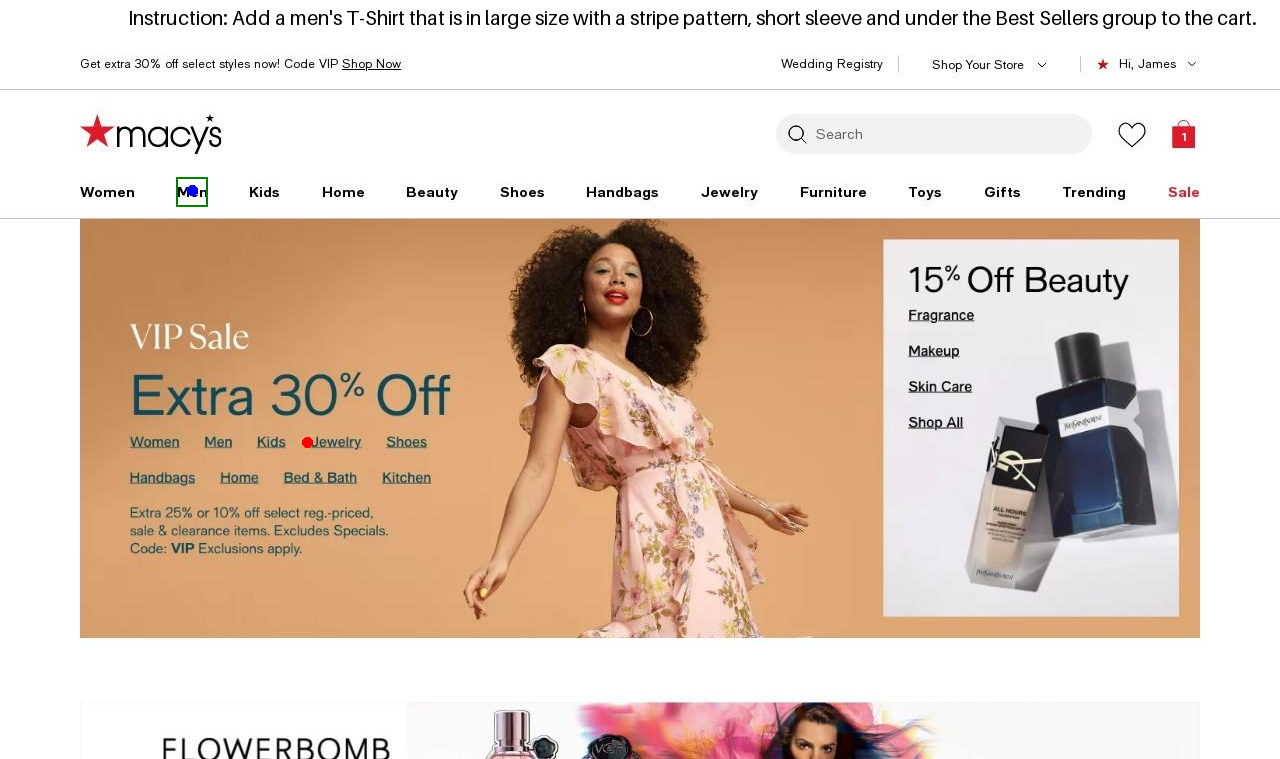 Instruction: Add a men's T-Shirt that is in large size with a stripe pattern, short sleeve and under the Best Sellers group to the cart.
Get extra 30% off select styles now! Code VIP Shop Now
Wedding Registry
Shop Your Store
Hi, James
macys
Search
1
Women Men Kids Home Beauty Shoes Handbags Jewelry Furniture Toys Gifts Trending Sale
VIP Sale
Extra 30% Off
Women Men Kids Jewelry Shoes
Handbags Home Bed & Bath Kitchen
Extra 25% or 10% off select reg.-priced,
sale & clearance items. Excludes Specials.
Code: VIP Exclusions apply.
15% Off Beauty
Fragrance
Makeup
Skin Care
Shop All
YVESSAINTLAURENT
ALL HOURS
YVESSAINTLAURENT
FLOWERBOMB